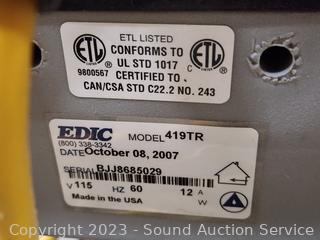 ETL LISTED
CONFORMS TO
UL STD 1017
9800567 CERTIFIED TO
CAN/CSA STD C22.2 NO. 243
ETL
ETL
C
EDIC MODEL 419TR
(800) 338-3342
DATE October 08, 2007
SERIAL BJJ8685029
V 115 HZ 60 12 A
W
Made in the USA
Copyright 2023 - Sound Auction Service